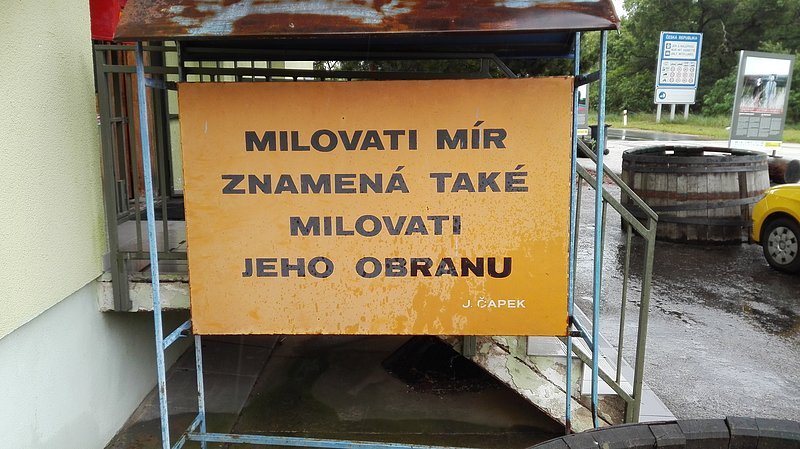 MILOVATI MÍR
ZNAMENÁ TAKÉ
MILOVATI
JEHO OBRANU
J. ČAPEK
ČESKÁ REPUBLIKA